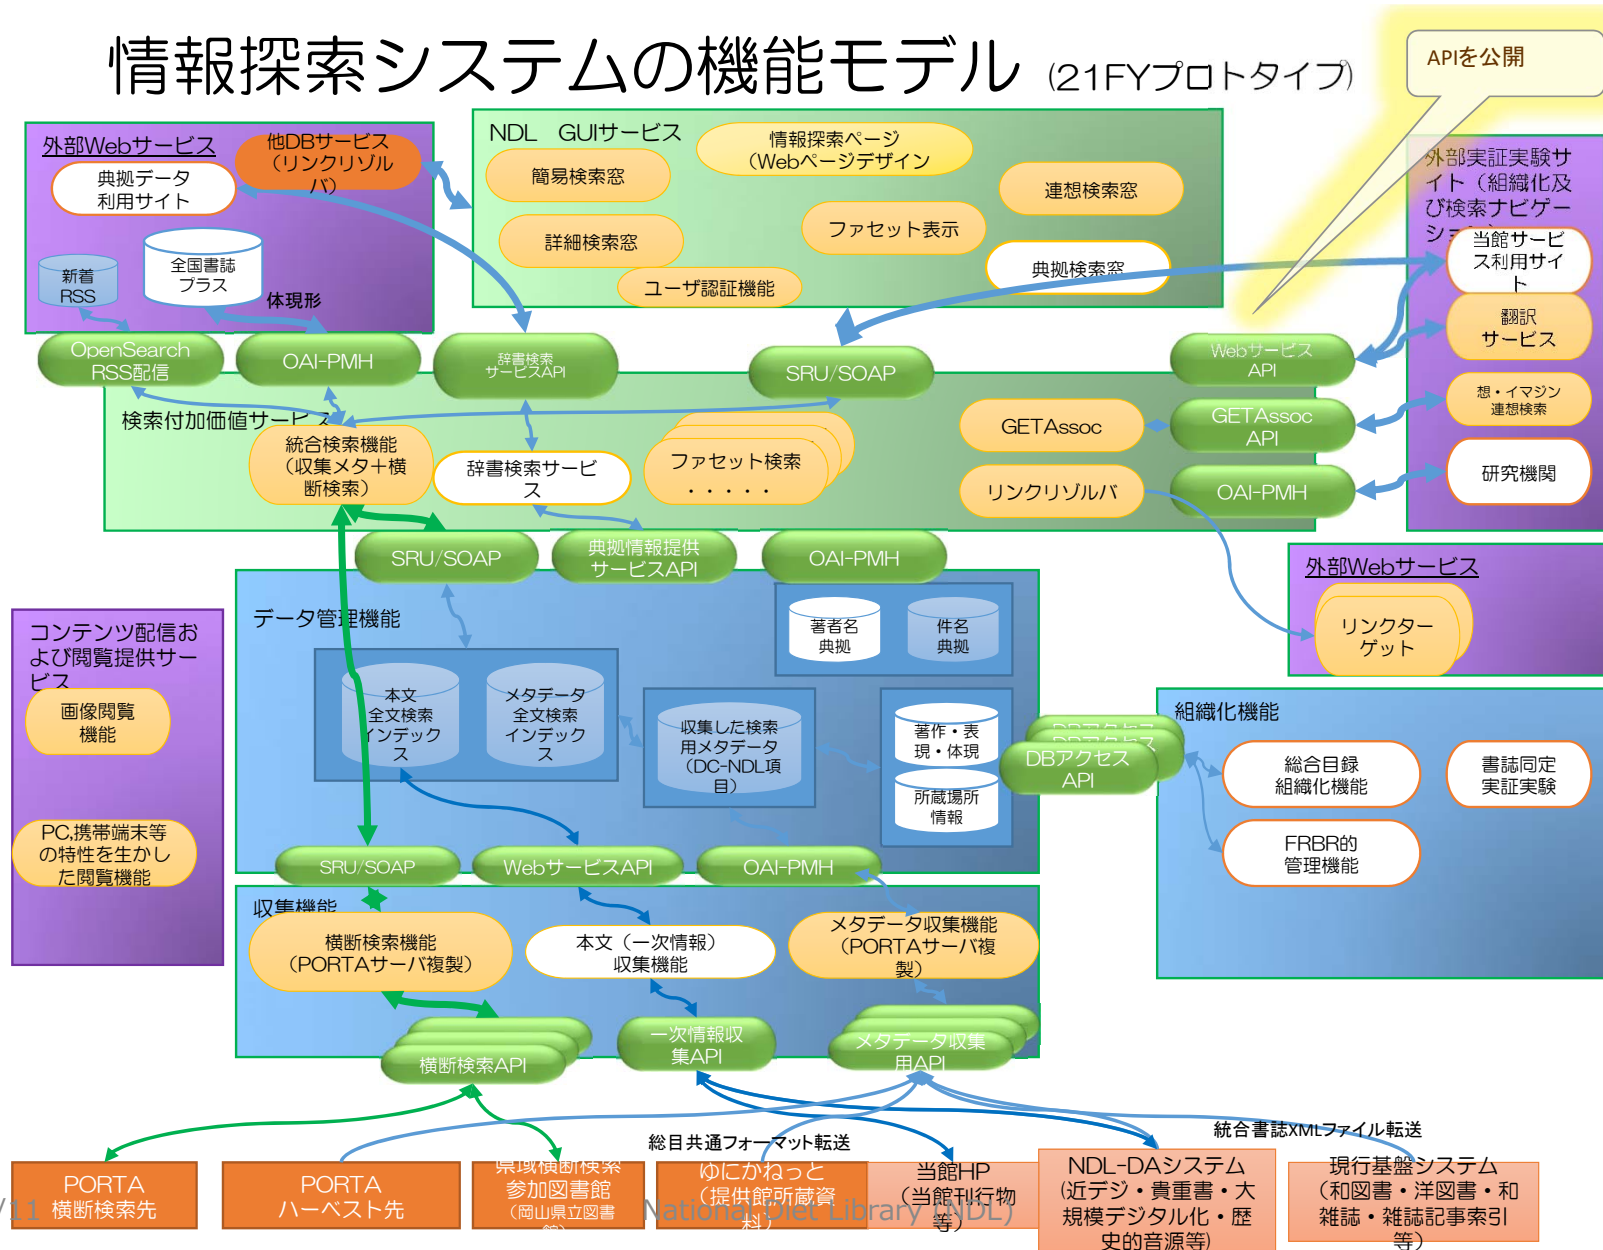 情報探索システムの機能モデル (21FYプロトタイプ)
APIを公開
外部Webサービス
他DBサービス
(リンクリゾル
バ)
典拠データ
利用サイト
新着
RSS
全国書誌
プラス
体現形
NDL GUIサービス
簡易検索窓
情報探索ページ
(Webページデザイン
連想検索窓
詳細検索窓
ファセット表示
典拠検索窓
ユーザ認証機能
外部実証実験サ
イト(組織化及
び検索ナビゲー
当館サービ
ス利用サイ
ト
翻訳
サービス
想・イマジン
連想検索
研究機関
OpenSearch
RSS配信
OAI-PMH
辞書検索
サービスAPI
SRU/SOAP
Webサービス
API
検索付加価値サービス
統合検索機能
(収集メタ+横
断検索)
辞書検索サービ
ス
ファセット検索
・・・・・
GETAssoc
リンクリゾルバ
GETAssoc
API
OAI-PMH
SRU/SOAP
典拠情報提供
サービスAPI
OAI-PMH
外部Webサービス
リンクター
ゲット
コンテンツ配信お
よび閲覧提供サー
ビス
画像閲覧
機能
PC,携帯端末等
の特性を生かし
た閲覧機能
データ管理機能
著者名
典拠
件名
典拠
本文
全文検索
インデック
ス
メタデータ
全文検索
インデック
ス
収集した検索
用メタデータ
(DC-NDL項
目)
著作・表
現・体現
所蔵場所
情報
DBアクセス
DBアクセス
DBアクセス
API
組織化機能
総合目録
組織化機能
書誌同定
実証実験
FRBR的
管理機能
SRU/SOAP
WebサービスAPI
OAI-PMH
収集機能
横断検索機能
(PORTAサーバ複製)
本文(一次情報)
収集機能
メタデータ収集機能
(PORTAサーバ複
製)
横断検索API
一次情報収
集API
メタデータ収集
用API
総目共通フォーマット転送
統合書誌XMLファイル転送
PORTA
横断検索先
PORTA
ハーベスト先
県域横断検索
参加図書館
(岡山県立図書
館)
ゆにかねっと
(提供館所蔵資
料)
当館HP
(当館刊行物
等)
NDL-DAシステム
(近デジ・貴重書・大
規模デジタル化・歴
史的音源等)
現行基盤システム
(和図書・洋図書・和
雑誌・雑誌記事索引
等)
/11
National Diet Library (NDL)